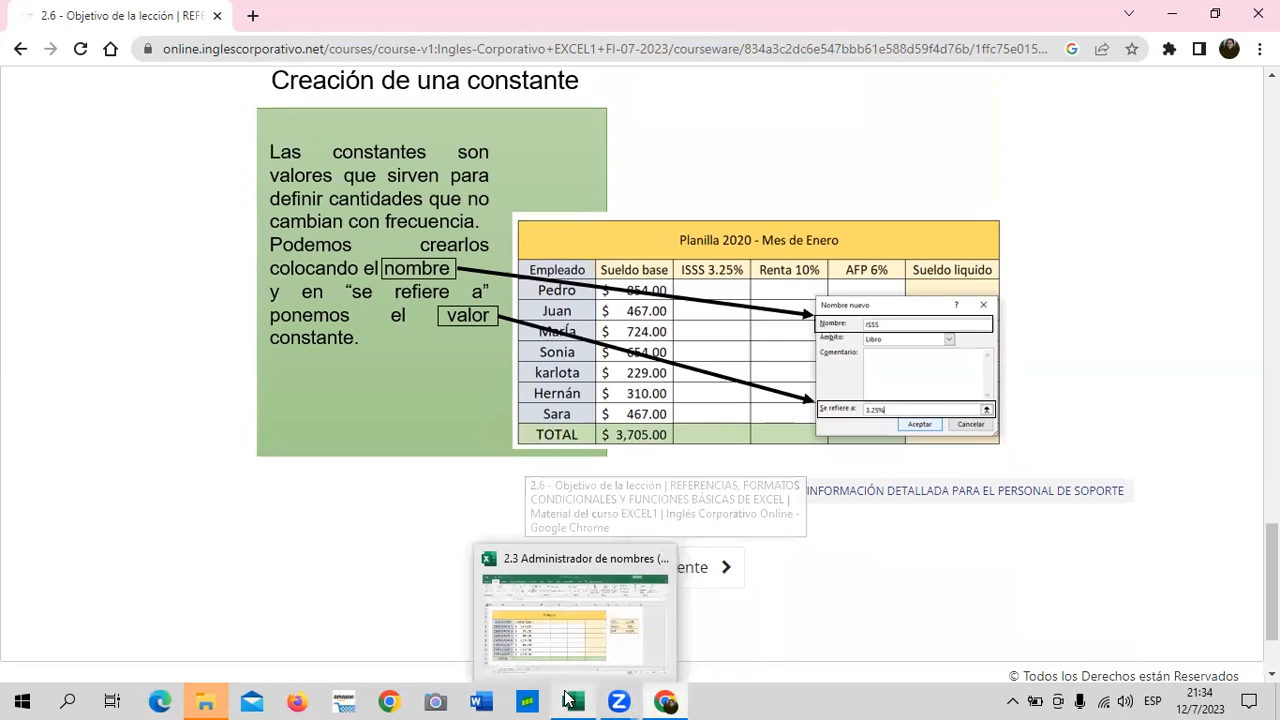 2.6 - Objetivo de la lección | REFE
online.inglescorporativo.net/courses/course-v1:Ingles-Corporativo+EXCEL1+FI-07-2023/courseware/834a3c2dd6e547bbb61e588d59f4d76b/1ffc75e015...
Creación de una constante
Las constantes son
valores que sirven para
definir cantidades que no
cambian con frecuencia.
Podemos crearlos
colocando el nombre
y en “se refiere a”
ponemos el valor
constante.
Planilla 2020 - Mes de Enero
Empleado Sueldo base ISSS 3.25% Renta 10% AFP 6% Sueldo liquido
Pedro $ 854.00
Juan $ 467.00
María $ 724.00
Sonia $ 654.00
karlota $ 229.00
Hernán $ 310.00
Sara $ 467.00
TOTAL $ 3,705.00
Nombre nuevo ?
Nombre: ISSS
Ámbito: Libro
Comentario:
Se refiere a: 3.25%
Aceptar Cancelar
2.6 - Objetivo de la lección | REFERENCIAS, FORMATOS
CONDICIONALES Y FUNCIONES BÁSICAS DE EXCEL |
Material del curso EXCEL1 | Inglés Corporativo Online -
Google Chrome
INFORMACIÓN DETALLADA PARA EL PERSONAL DE SOPORTE
2.3 Administrador de nombres (...
ente
© Todos los Derechos están Reservados
ESP
21:34
12/7/2023